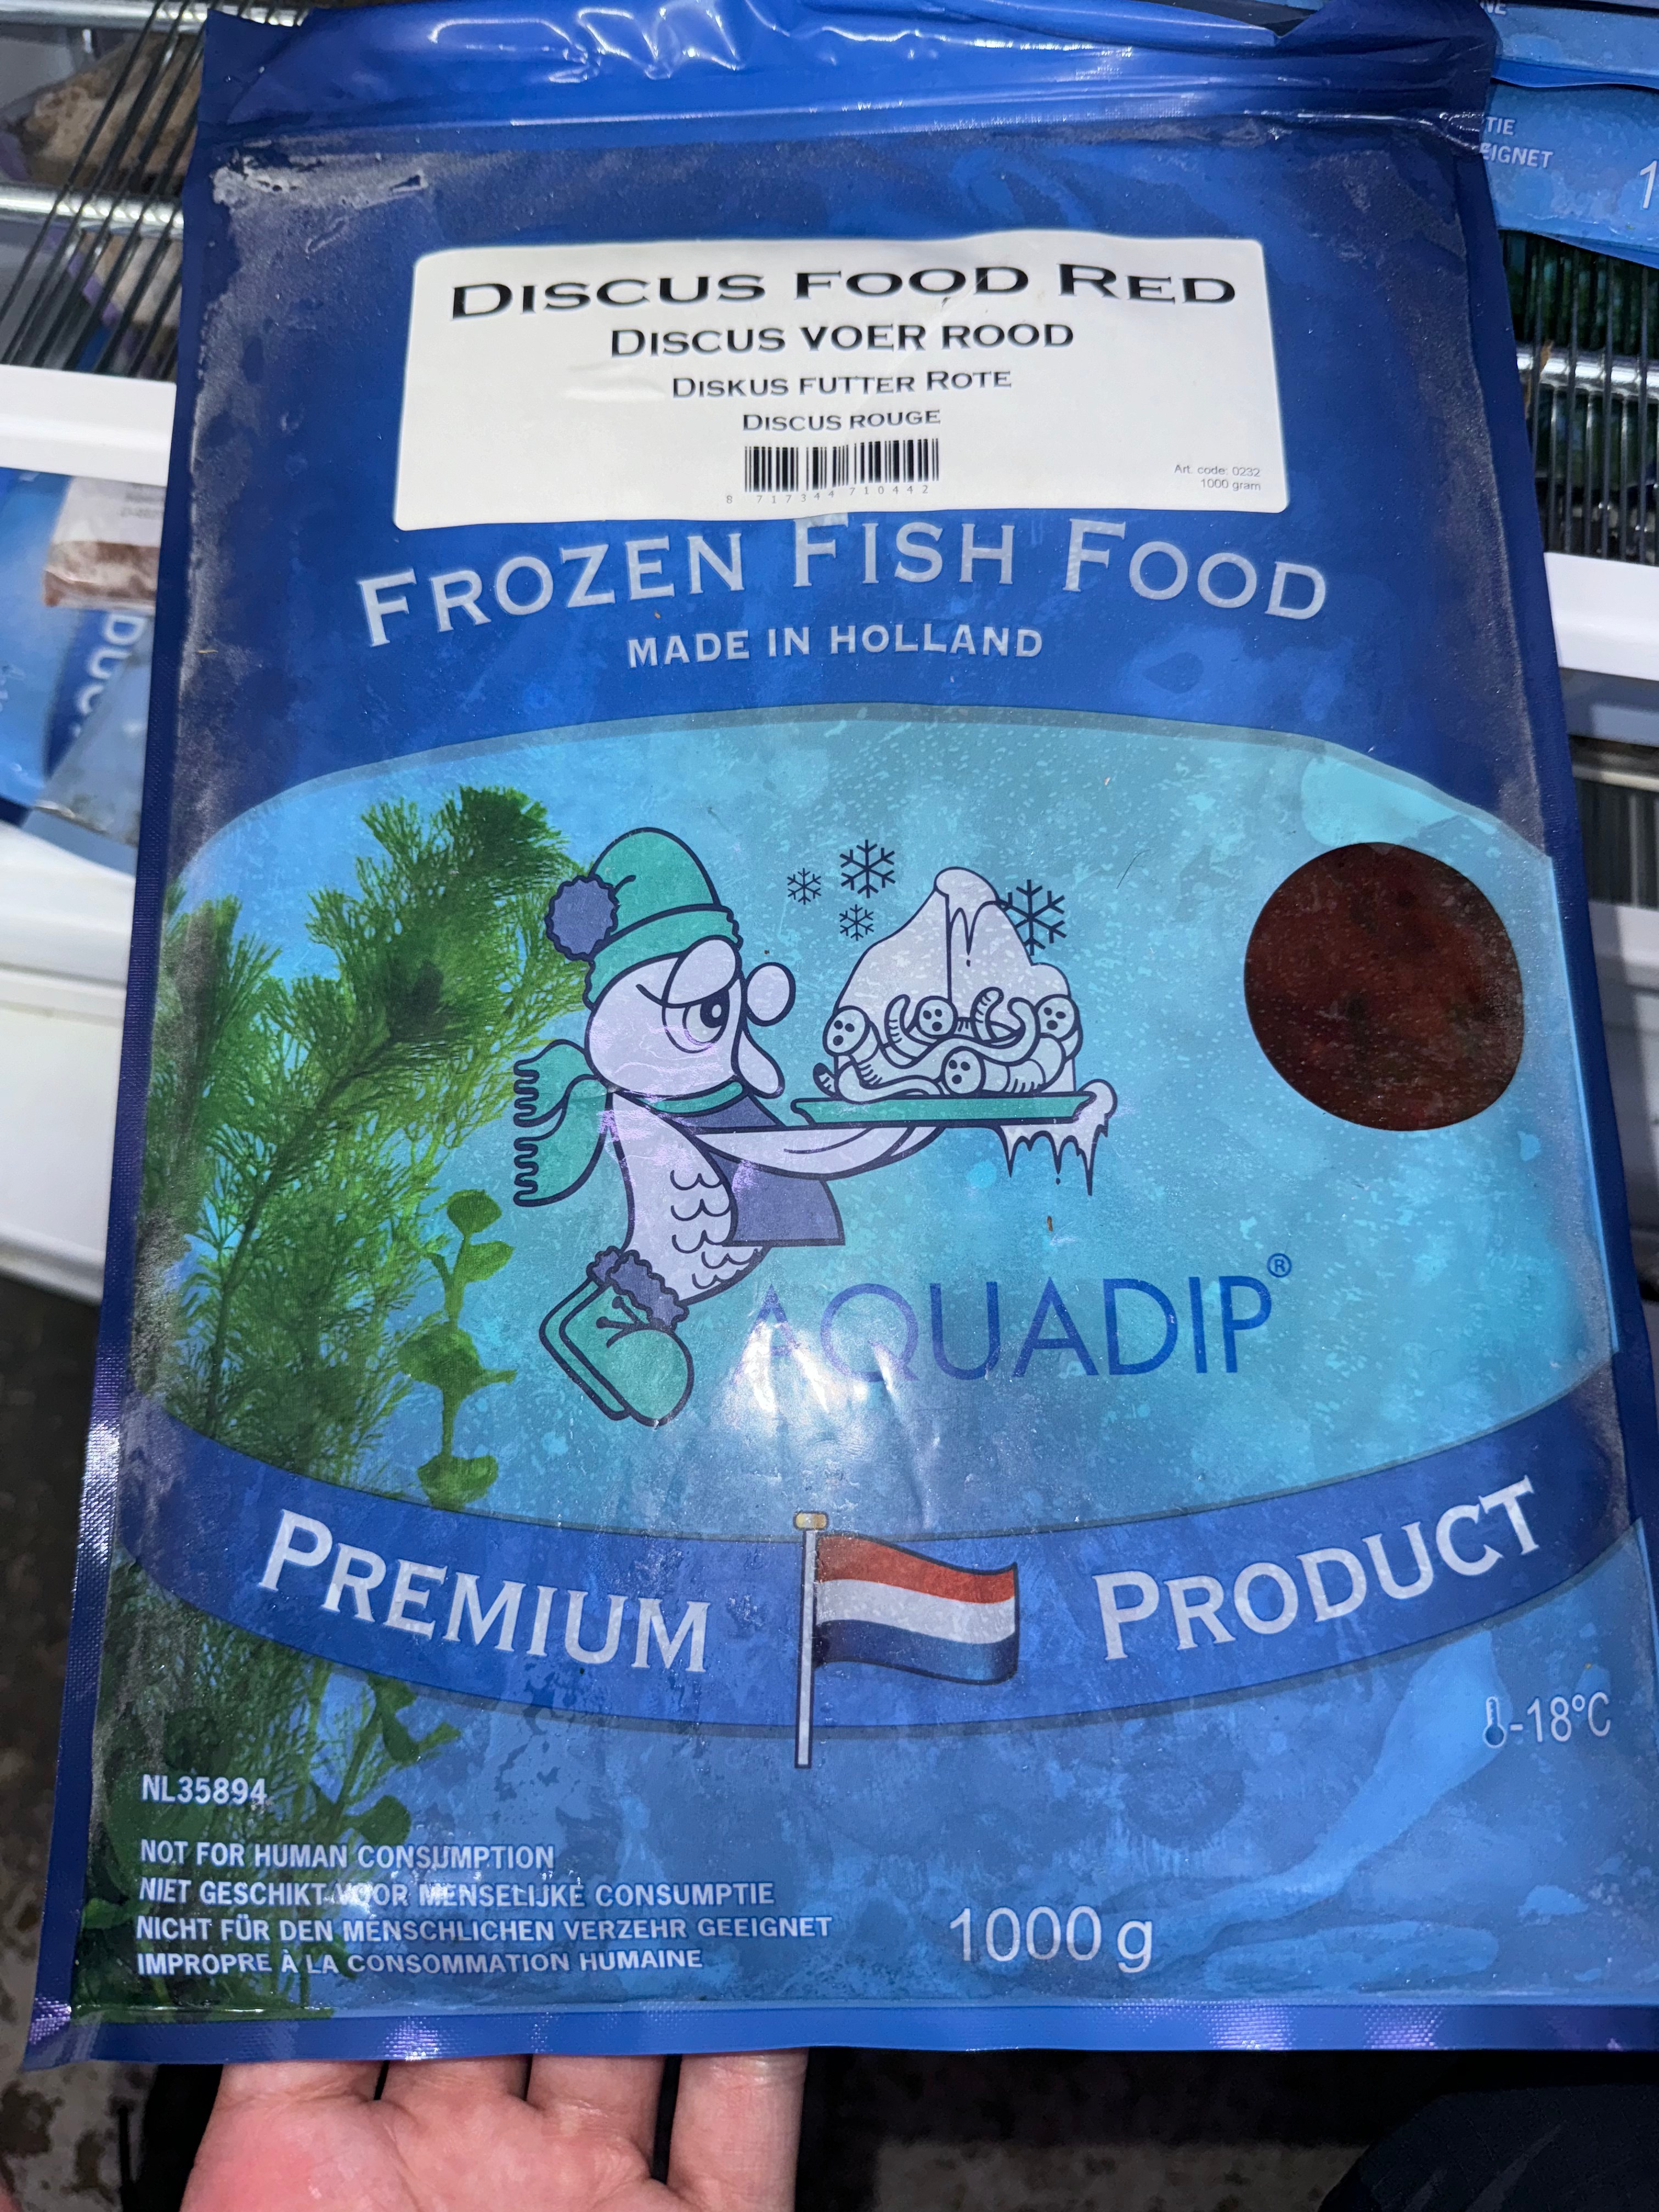 DISCUS FOOD RED
DISCUS VOER ROOD
DISKUS FUTTER ROTE
DISCUS ROUGE
8 717344 710442
Art. code: 0232
1000 gram
FROZEN FISH FOOD
MADE IN HOLLAND
AQUADIP®
PREMIUM PRODUCT
-18°C
NL35894
NOT FOR HUMAN CONSUMPTION
NIET GESCHIKT VOOR MENSELIJKE CONSUMPTIE
NICHT FÜR DEN MENSCHLICHEN VERZEHR GEEIGNET
IMPROPRE À LA CONSOMMATION HUMAINE
1000 g